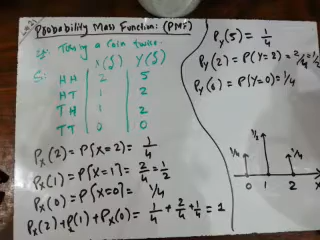 Probability Mass Function: (PMF)
Eg: Tossing a Coin twice.
X(ξ) Y(ξ)
S: HH 2 5
HT 1 2
TH 1 2
TT 0 0
Px(2) = P[X=2] = 1/4
Px(1) = P[X=1] = 2/4 = 1/2
Px(0) = P[X=0] = 1/4
Px(2)+Px(1)+Px(0) = 1/4 + 2/4 + 1/4 = 1
Py(5) = 1/4
Py(2) = P(Y=2) = 2/4 = 1/2
Py(0) = P(Y=0) = 1/4
1/2
1/4 1/4
0 1 2 x